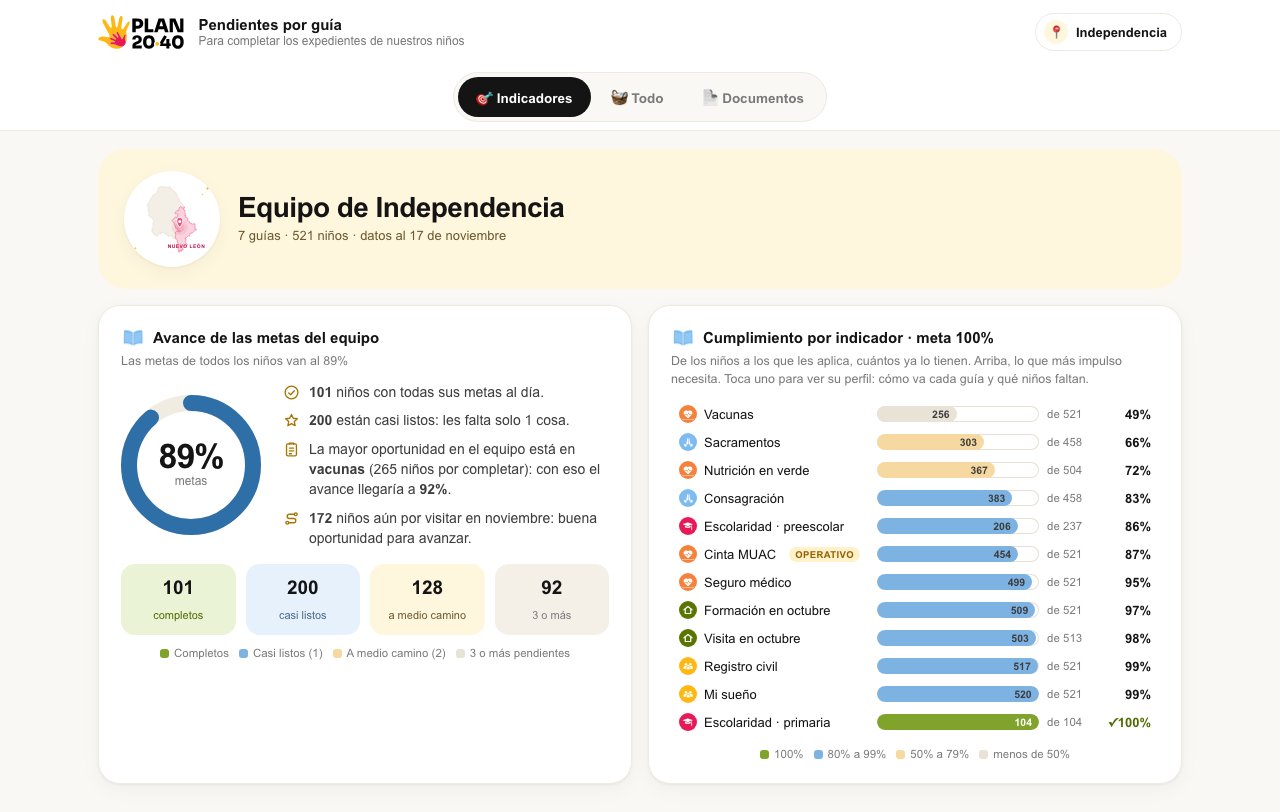 PLAN
20·40
Pendientes por guía
Para completar los expedientes de nuestros niños
Independencia
Indicadores
Todo
Documentos
NUEVO LEÓN
Equipo de Independencia
7 guías · 521 niños · datos al 17 de noviembre
Avance de las metas del equipo
Las metas de todos los niños van al 89%
89%
metas
101 niños con todas sus metas al día.
200 están casi listos: les falta solo 1 cosa.
La mayor oportunidad en el equipo está en
vacunas (265 niños por completar): con eso el
avance llegaría a 92%.
172 niños aún por visitar en noviembre: buena
oportunidad para avanzar.
101
completos
200
casi listos
128
a medio camino
92
3 o más
Completos
Casi listos (1)
A medio camino (2)
3 o más pendientes
Cumplimiento por indicador · meta 100%
De los niños a los que les aplica, cuántos ya lo tienen. Arriba, lo que más impulso
necesita. Toca uno para ver su perfil: cómo va cada guía y qué niños faltan.
Vacunas 256 de 521 49%
Sacramentos 303 de 458 66%
Nutrición en verde 367 de 504 72%
Consagración 383 de 458 83%
Escolaridad · preescolar 206 de 237 86%
Cinta MUAC OPERATIVO 454 de 521 87%
Seguro médico 499 de 521 95%
Formación en octubre 509 de 521 97%
Visita en octubre 503 de 513 98%
Registro civil 517 de 521 99%
Mi sueño 520 de 521 99%
Escolaridad · primaria 104 de 104 ✓100%
100%
80% a 99%
50% a 79%
menos de 50%